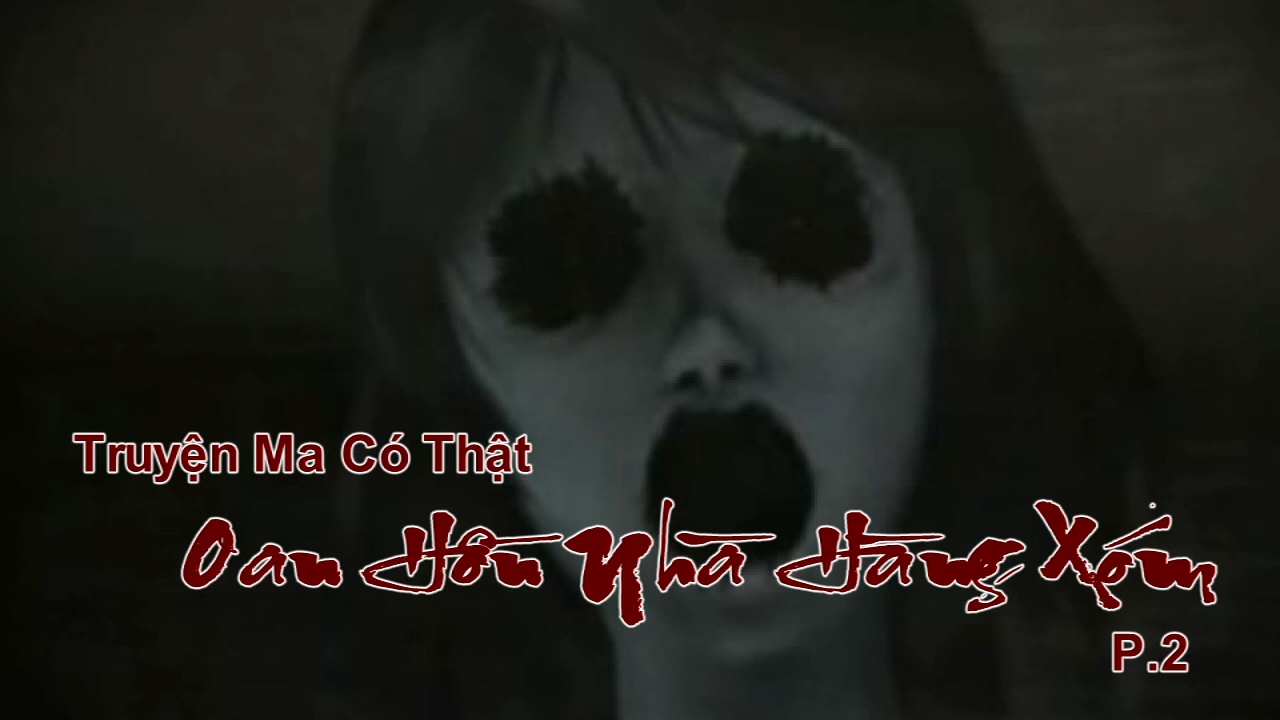 Truyện Ma Có Thật
Oan Hồn Nhà Hàng Xóm
P.2